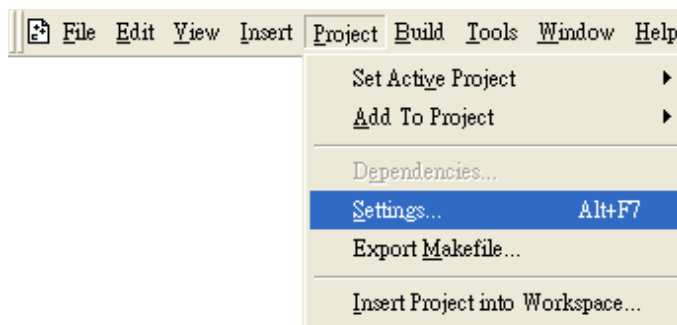 File Edit View Insert Project Build Tools Window Help
Set Active Project
Add To Project
Dependencies...
Settings... Alt+F7
Export Makefile...
Insert Project into Workspace...